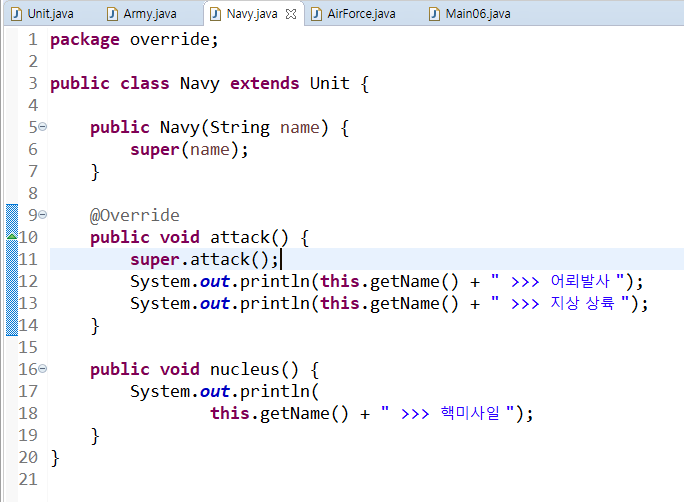 Unit.java Army.java Navy.java AirForce.java Main06.java
1 package override;
2
3 public class Navy extends Unit {
4
5 public Navy(String name) {
6 super(name);
7 }
8
9 @Override
10 public void attack() {
11 super.attack();
12 System.out.println(this.getName() + " >>> 어뢰발사 ");
13 System.out.println(this.getName() + " >>> 지상 상륙 ");
14 }
15
16 public void nucleus() {
17 System.out.println(
18 this.getName() + " >>> 핵미사일 ");
19 }
20 }
21